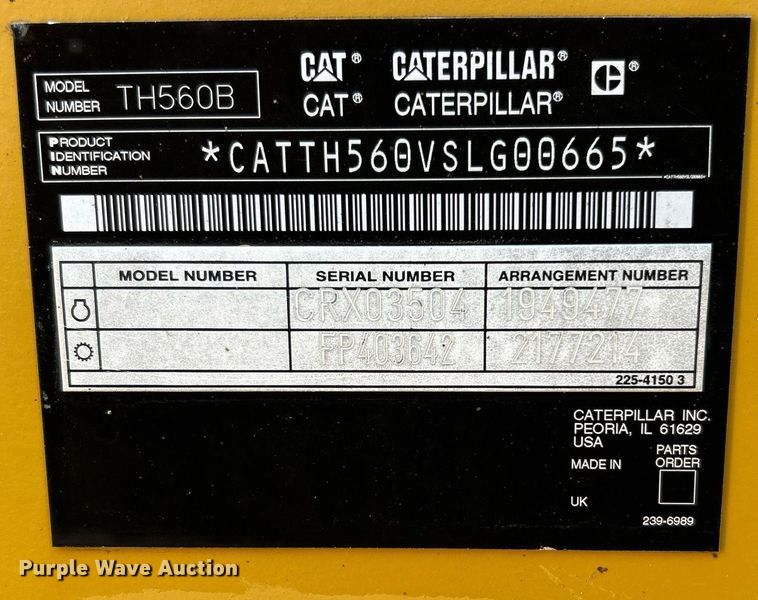 CAT® CATERPILLAR® C®
MODEL NUMBER TH560B
CAT® CATERPILLAR®
PRODUCT IDENTIFICATION NUMBER *CATTH560VSLG00665*
*CATTH560VSLG00665*
MODEL NUMBER SERIAL NUMBER ARRANGEMENT NUMBER
CRX03504 1949477
FP403642 2177214
225-4150 3
CATERPILLAR INC.
PEORIA, IL 61629
USA
PARTS
MADE IN ORDER
UK
239-6989
Purple Wave Auction